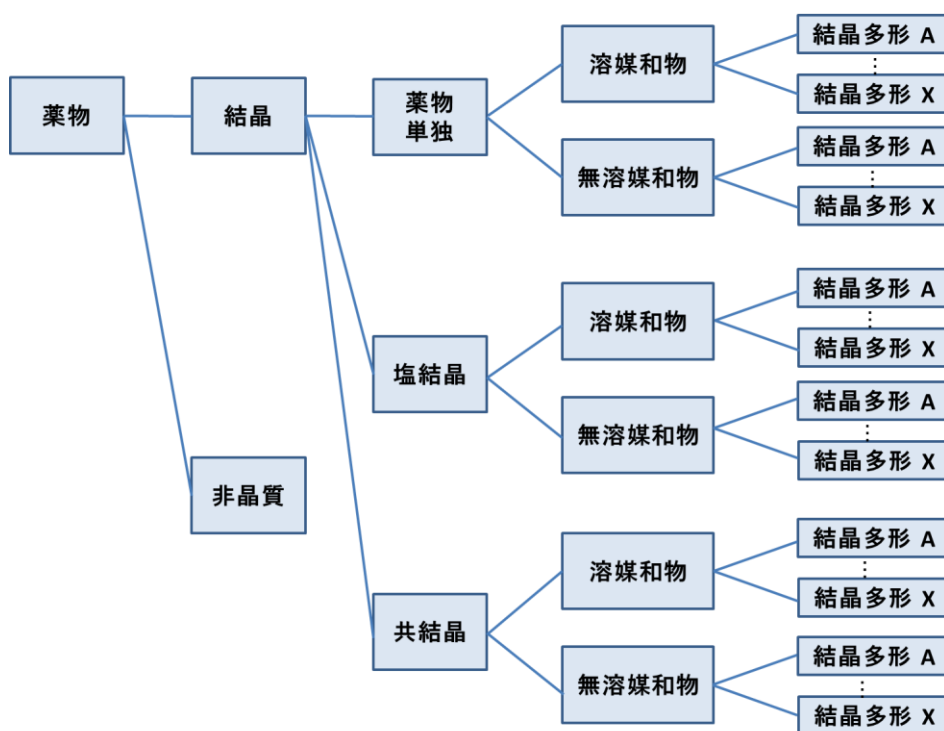 薬物
結晶
薬物
単独
溶媒和物
結晶多形 A
結晶多形 X
無溶媒和物
結晶多形 A
結晶多形 X
塩結晶
溶媒和物
結晶多形 A
結晶多形 X
無溶媒和物
結晶多形 A
結晶多形 X
非晶質
共結晶
溶媒和物
結晶多形 A
結晶多形 X
無溶媒和物
結晶多形 A
結晶多形 X